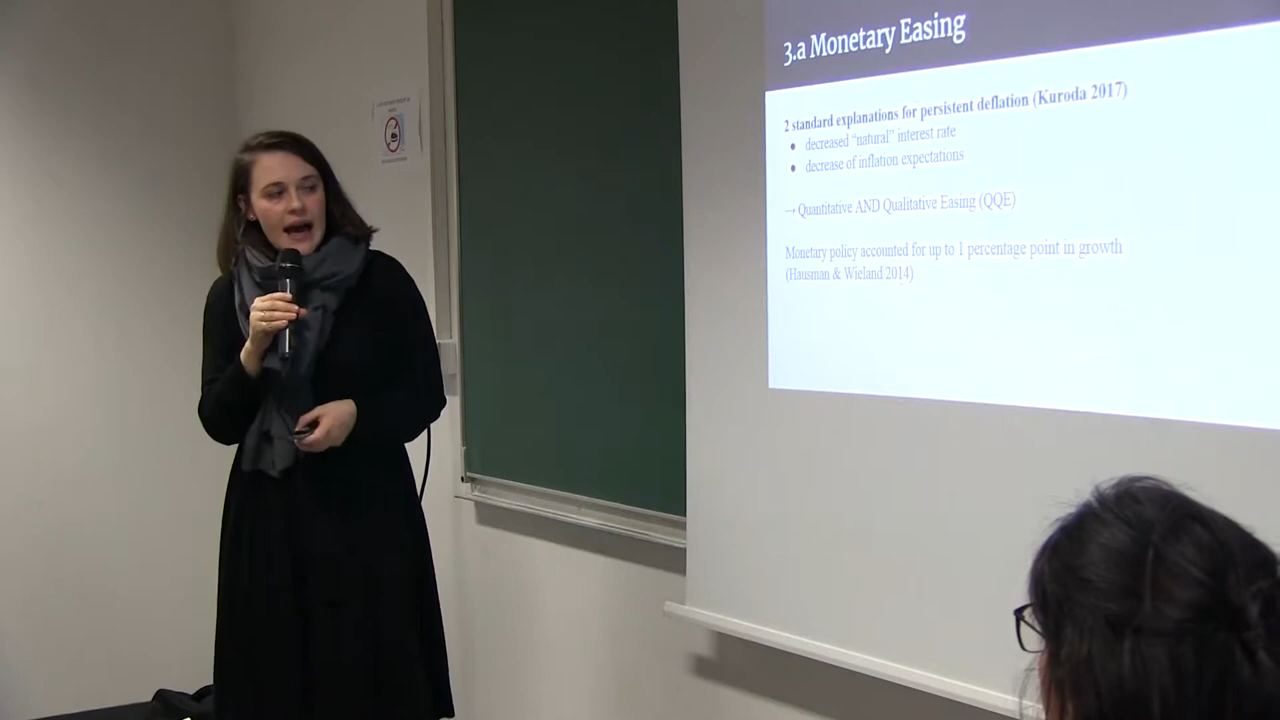 3.a Monetary Easing
2 standard explanations for persistent deflation (Kuroda 2017)
● decreased “natural” interest rate
● decrease of inflation expectations
→ Quantitative AND Qualitative Easing (QQE)
Monetary policy accounted for up to 1 percentage point in growth
(Hausman & Wieland 2014)